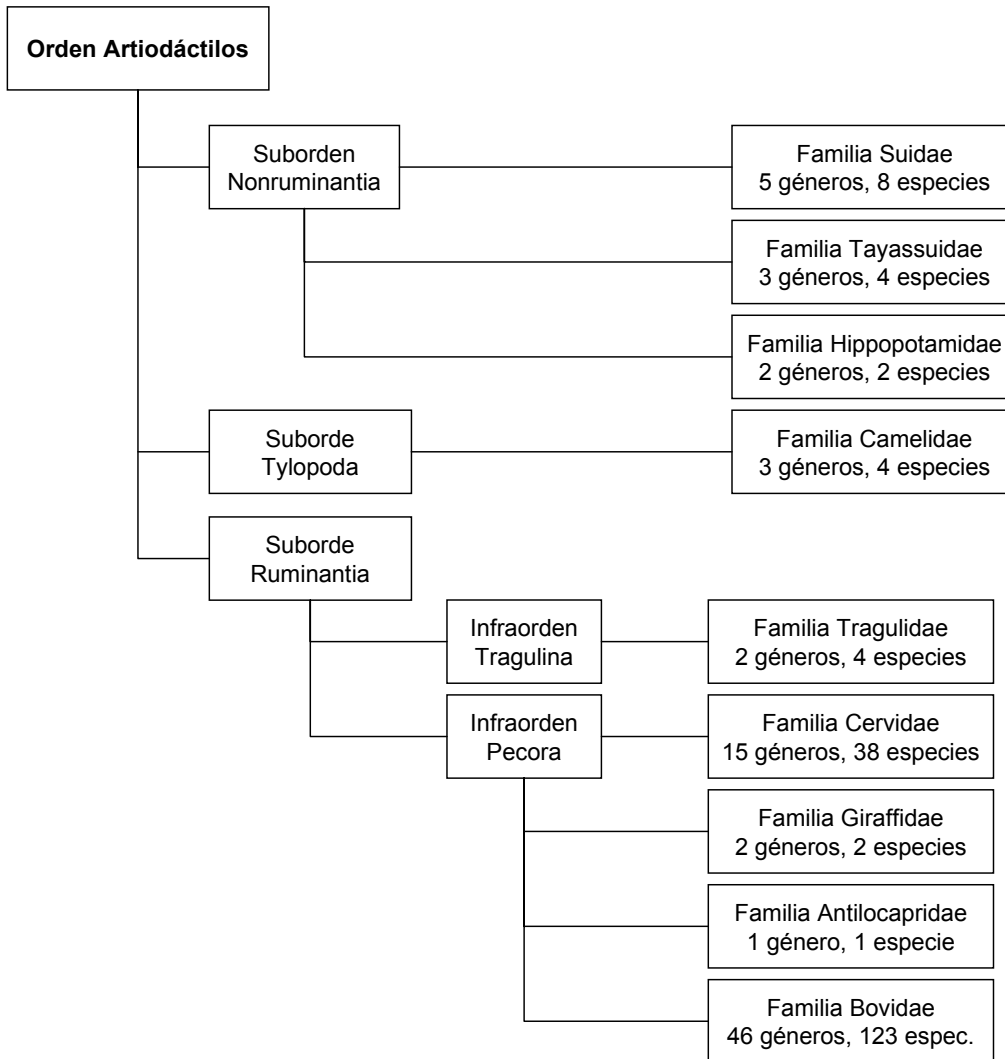 Orden Artiodáctilos
Suborden
Nonruminantia
Familia Suidae
5 géneros, 8 especies
Familia Tayassuidae
3 géneros, 4 especies
Familia Hippopotamidae
2 géneros, 2 especies
Suborde
Tylopoda
Familia Camelidae
3 géneros, 4 especies
Suborde
Ruminantia
Infraorden
Tragulina
Familia Tragulidae
2 géneros, 4 especies
Infraorden
Pecora
Familia Cervidae
15 géneros, 38 especies
Familia Giraffidae
2 géneros, 2 especies
Familia Antilocapridae
1 género, 1 especie
Familia Bovidae
46 géneros, 123 espec.